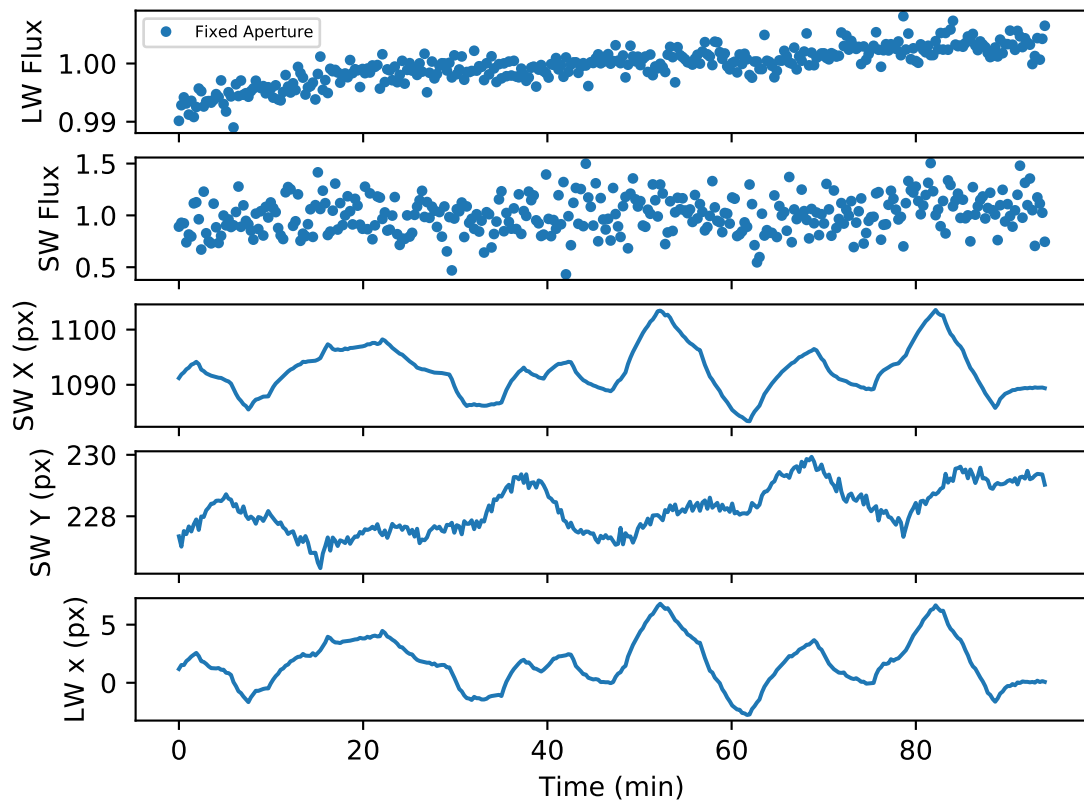 Fixed Aperture
LW Flux
1.00
0.99
SW Flux
1.5
1.0
0.5
SW X (px)
1100
1090
SW Y (px)
230
228
LW x (px)
5
0
0 20 40 60 80
Time (min)